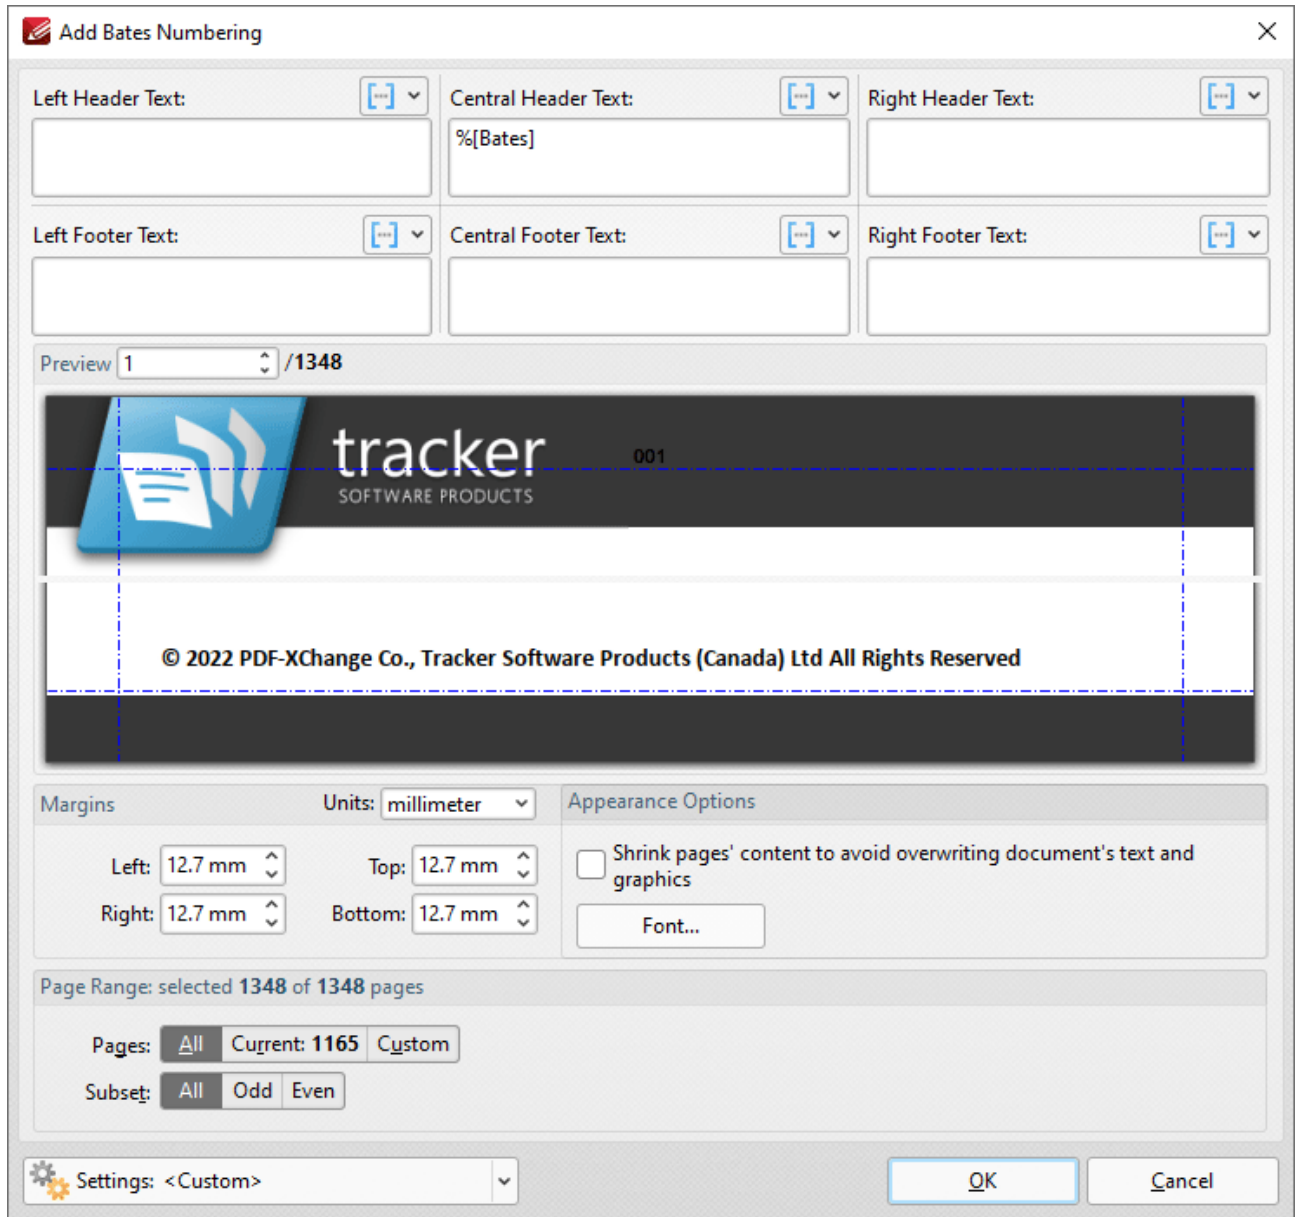 Add Bates Numbering
Left Header Text:
Central Header Text:
Right Header Text:
%[Bates]
Left Footer Text:
Central Footer Text:
Right Footer Text:
Preview 1 /1348
tracker
SOFTWARE PRODUCTS
001
© 2022 PDF-XChange Co., Tracker Software Products (Canada) Ltd All Rights Reserved
Margins
Units: millimeter
Left: 12.7 mm
Top: 12.7 mm
Right: 12.7 mm
Bottom: 12.7 mm
Appearance Options
Shrink pages' content to avoid overwriting document's text and
graphics
Font...
Page Range: selected 1348 of 1348 pages
Pages: All Current: 1165 Custom
Subset: All Odd Even
Settings: <Custom>
OK
Cancel